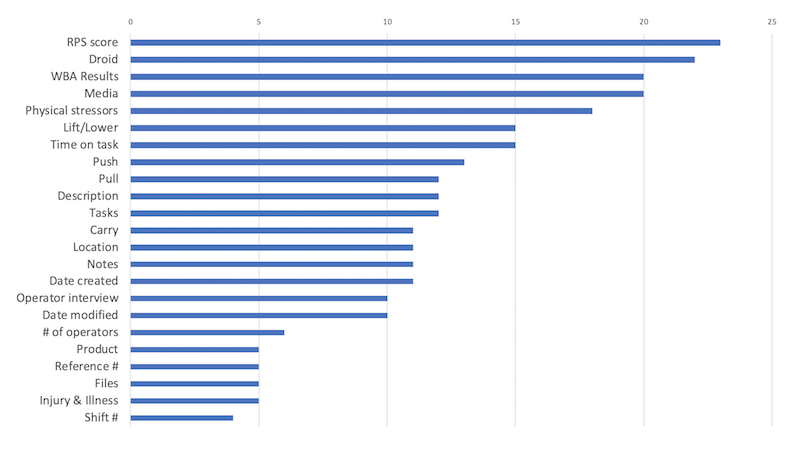 0 5 10 15 20 25
RPS score
Droid
WBA Results
Media
Physical stressors
Lift/Lower
Time on task
Push
Pull
Description
Tasks
Carry
Location
Notes
Date created
Operator interview
Date modified
# of operators
Product
Reference #
Files
Injury & Illness
Shift #